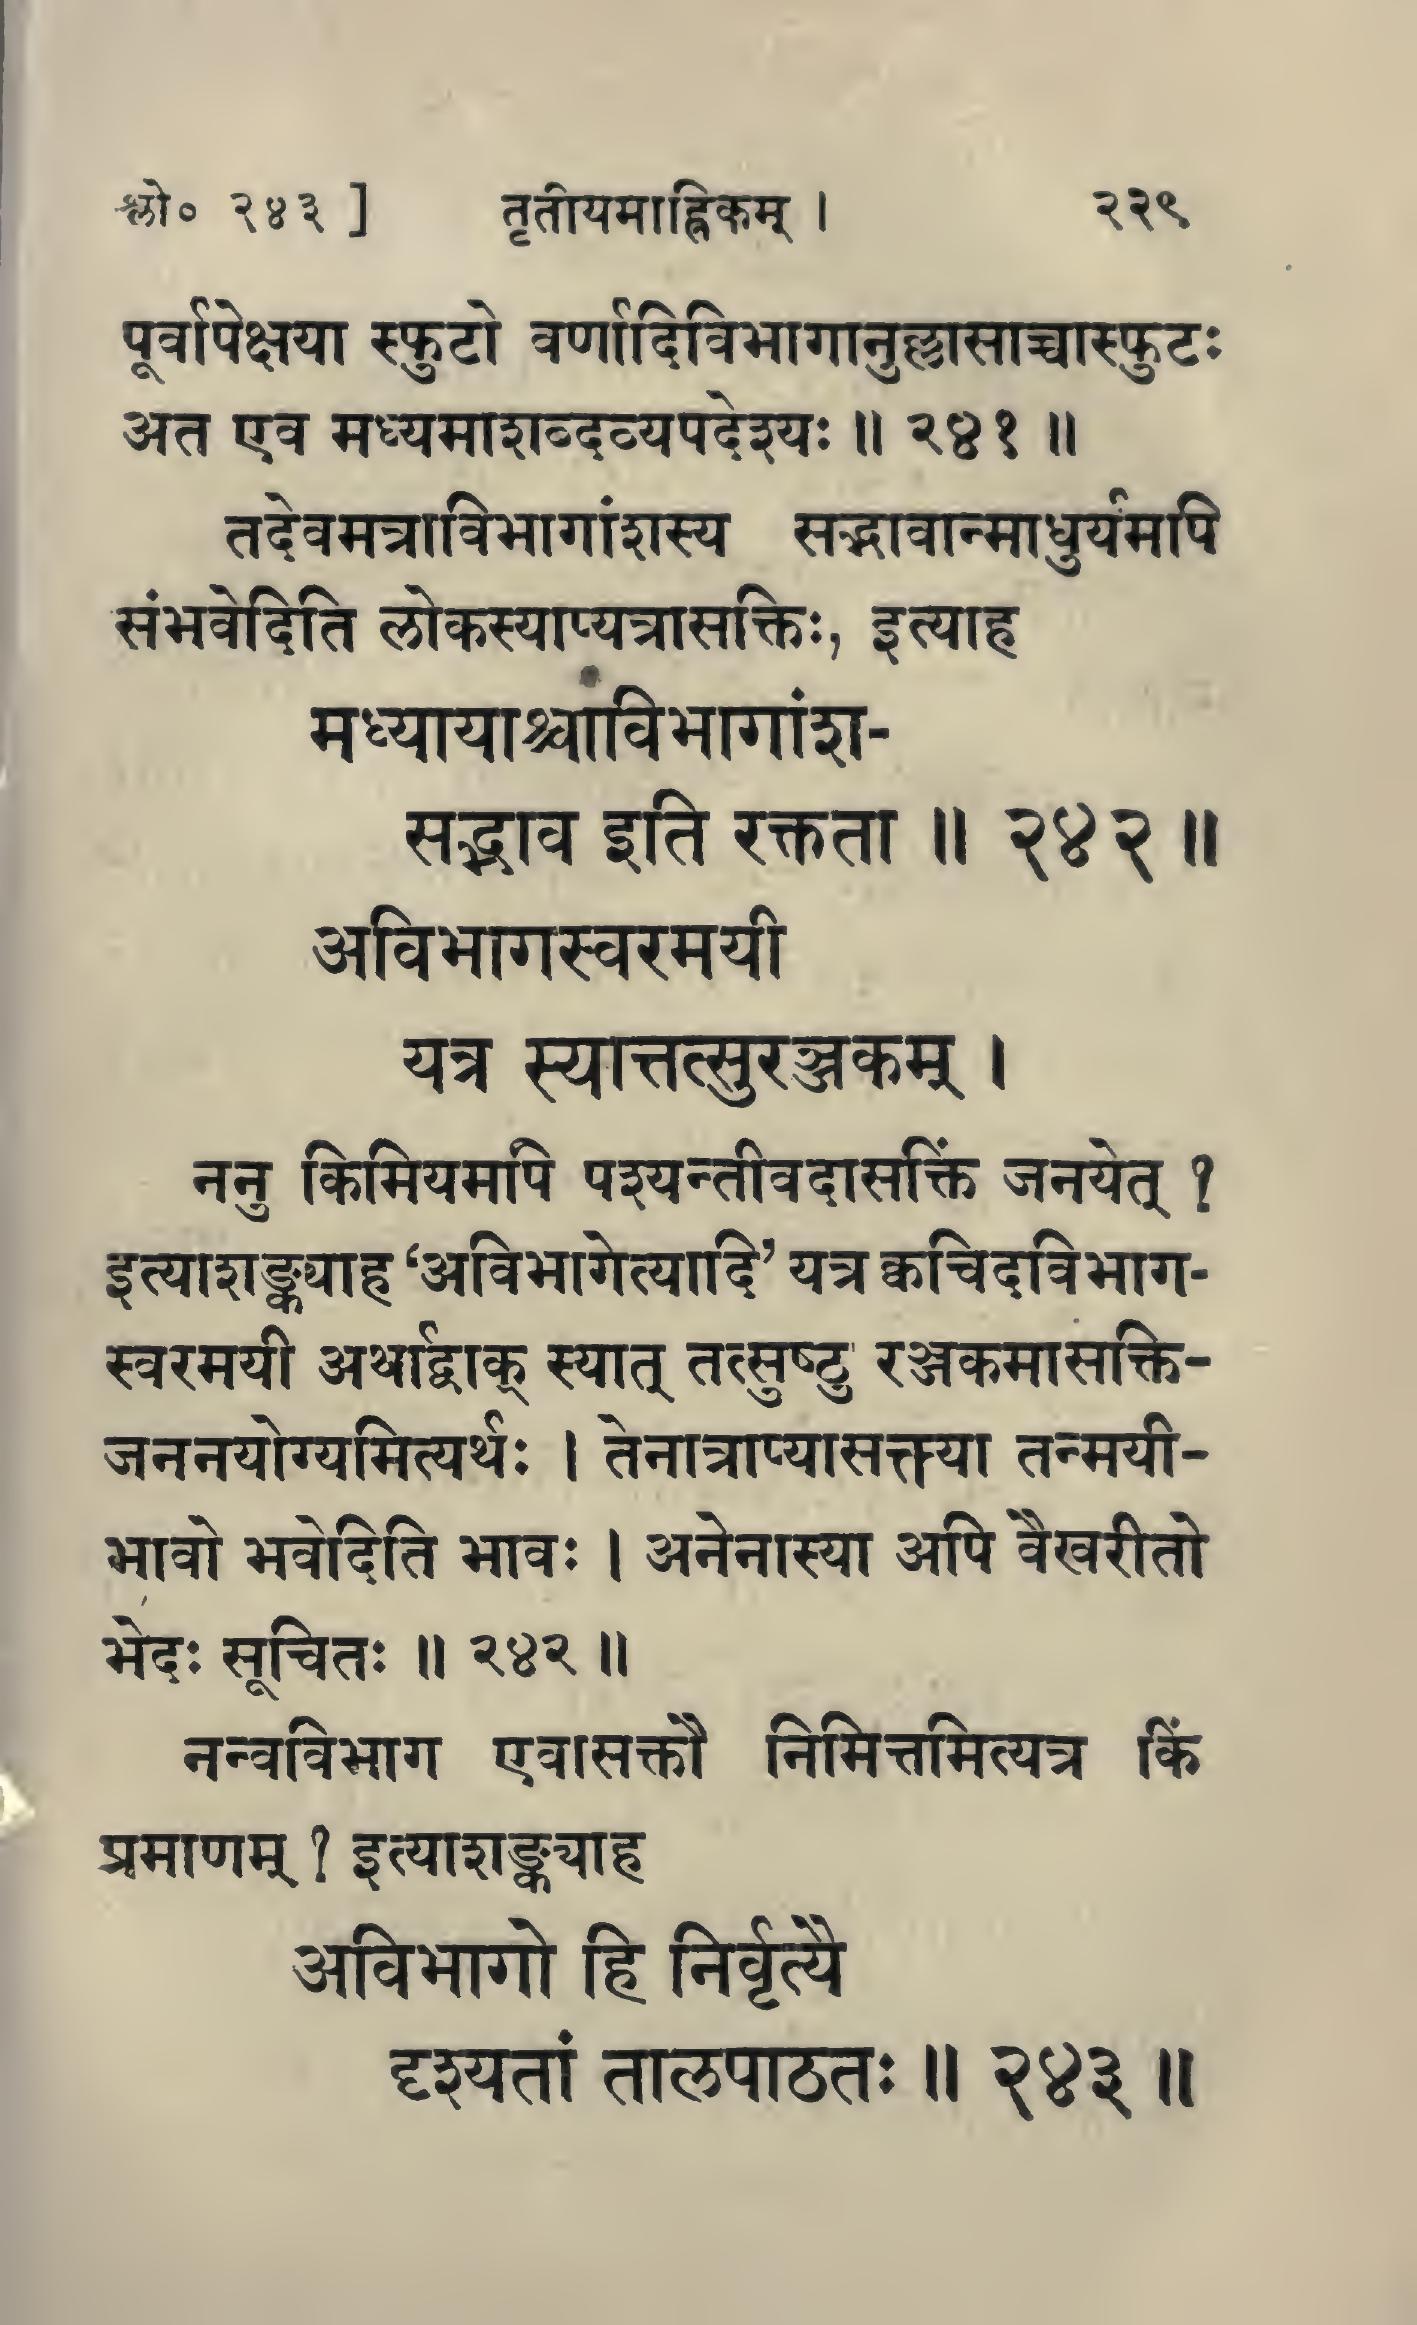 श्लो० २४३ ] तृतीयमाह्निकम् । २२९
पूर्वापेक्षया स्फुटो वर्णादिविभागानुल्लासाच्चास्फुटः
अत एव मध्यमाशब्दव्यपदेश्यः ॥ २४१ ॥
तदेवमत्राविभागांशस्य सद्भावान्माधुर्यमपि
संभवेदिति लोकस्याप्यत्रासक्तिः, इत्याह
मध्यायाश्चाविभागांश-
सद्भाव इति रक्तता ॥ २४२ ॥
अविभागस्वरमयी
यत्र स्यात्तत्सुरञ्जकम् ।
ननु किमियमपि पश्यन्तीवदासक्तिं जनयेत् ?
इत्याशङ्क्याह ‘अविभागेत्यादि’ यत्र क्वचिदविभाग-
स्वरमयी अर्थाद्वाक् स्यात् तत्सुष्ठु रञ्जकमासक्ति-
जननयोग्यमित्यर्थः । तेनात्राप्यासक्त्या तन्मयी-
भावो भवेदिति भावः । अनेनास्या अपि वैखरीतो
भेदः सूचितः ॥ २४२ ॥
नन्वविभाग एवासक्तौ निमित्तमित्यत्र किं
प्रमाणम् ? इत्याशङ्क्याह
अविभागो हि निर्वृत्यै
दृश्यतां तालपाठतः ॥ २४३ ॥